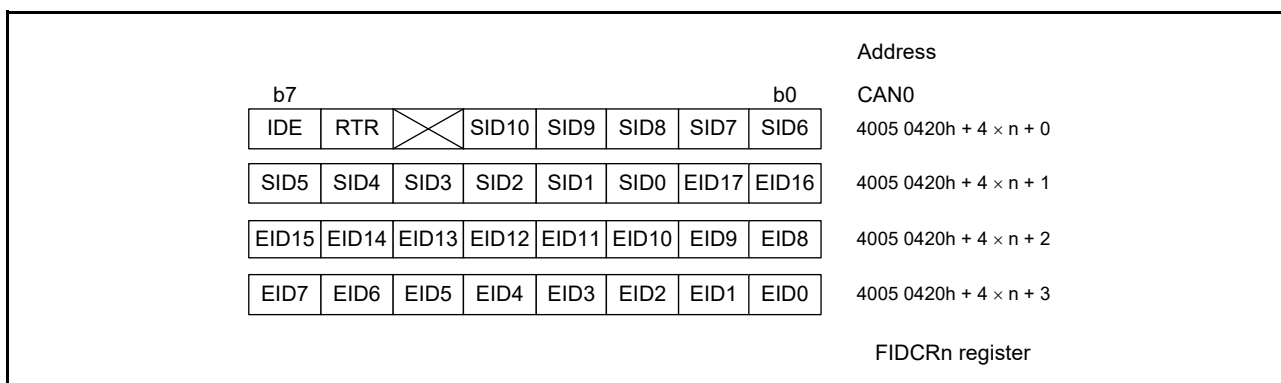 Address
b7 b0 CAN0
IDE RTR SID10 SID9 SID8 SID7 SID6 4005 0420h + 4 × n + 0
SID5 SID4 SID3 SID2 SID1 SID0 EID17 EID16 4005 0420h + 4 × n + 1
EID15 EID14 EID13 EID12 EID11 EID10 EID9 EID8 4005 0420h + 4 × n + 2
EID7 EID6 EID5 EID4 EID3 EID2 EID1 EID0 4005 0420h + 4 × n + 3
FIDCRn register